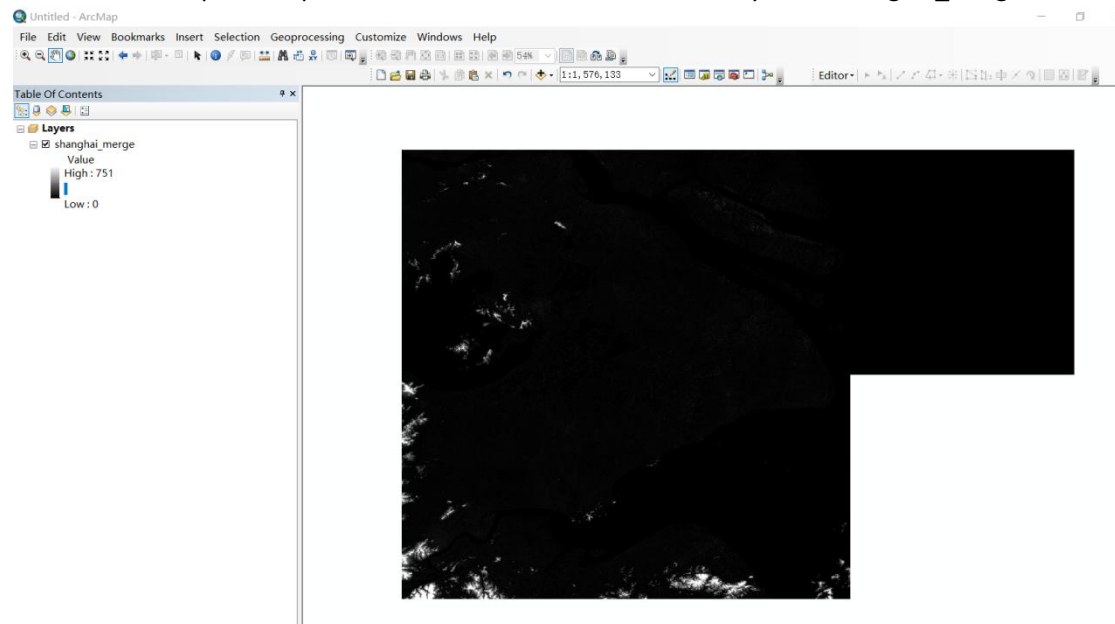 Untitled - ArcMap
File Edit View Bookmarks Insert Selection Geoprocessing Customize Windows Help
54%
1:1,576,133
Editor
Table Of Contents
Layers
shanghai_merge
Value
High : 751
Low : 0